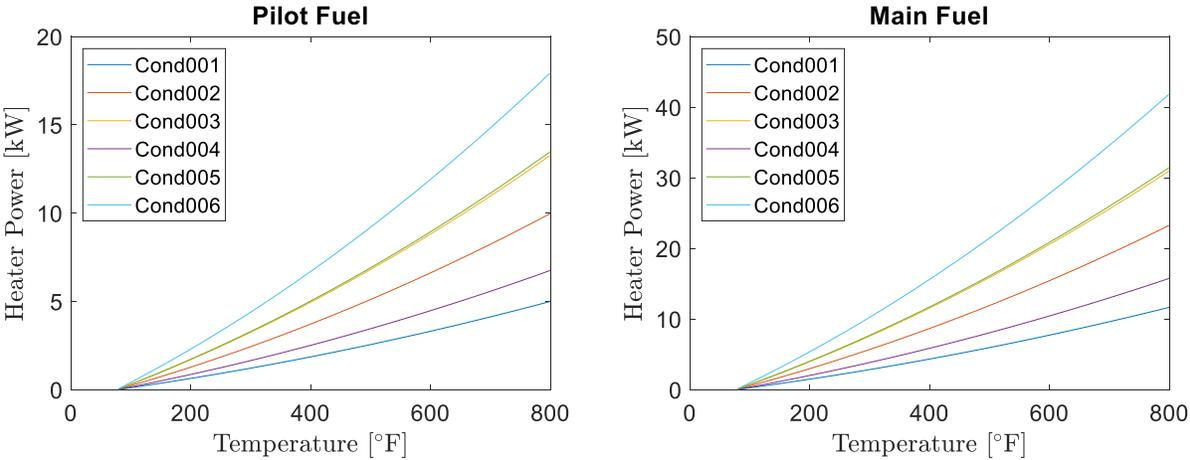 Pilot Fuel
20
15
10
5
0
Heater Power [kW]
Cond001
Cond002
Cond003
Cond004
Cond005
Cond006
0 200 400 600 800
Temperature [°F]
Main Fuel
50
40
30
20
10
0
Heater Power [kW]
Cond001
Cond002
Cond003
Cond004
Cond005
Cond006
0 200 400 600 800
Temperature [°F]